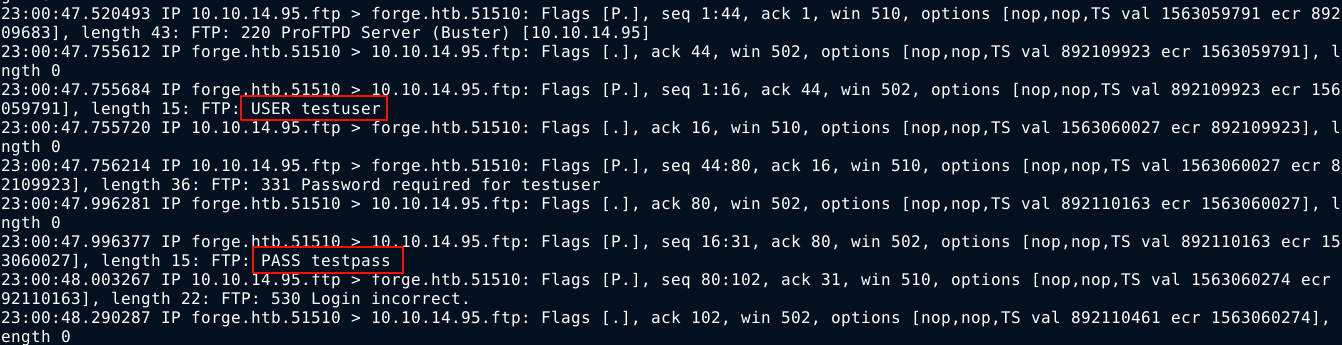 23:00:47.520493 IP 10.10.14.95.ftp > forge.htb.51510: Flags [P.], seq 1:44, ack 1, win 510, options [nop,nop,TS val 1563059791 ecr 892
09683], length 43: FTP: 220 ProFTPD Server (Buster) [10.10.14.95]
23:00:47.755612 IP forge.htb.51510 > 10.10.14.95.ftp: Flags [.], ack 44, win 502, options [nop,nop,TS val 892109923 ecr 1563059791], l
ngth 0
23:00:47.755684 IP forge.htb.51510 > 10.10.14.95.ftp: Flags [P.], seq 1:16, ack 44, win 502, options [nop,nop,TS val 892109923 ecr 156
059791], length 15: FTP: USER testuser
23:00:47.755720 IP 10.10.14.95.ftp > forge.htb.51510: Flags [.], ack 16, win 510, options [nop,nop,TS val 1563060027 ecr 892109923], l
ngth 0
23:00:47.756214 IP 10.10.14.95.ftp > forge.htb.51510: Flags [P.], seq 44:80, ack 16, win 510, options [nop,nop,TS val 1563060027 ecr 8
2109923], length 36: FTP: 331 Password required for testuser
23:00:47.996281 IP forge.htb.51510 > 10.10.14.95.ftp: Flags [.], ack 80, win 502, options [nop,nop,TS val 892110163 ecr 1563060027], l
ngth 0
23:00:47.996377 IP forge.htb.51510 > 10.10.14.95.ftp: Flags [P.], seq 16:31, ack 80, win 502, options [nop,nop,TS val 892110163 ecr 15
3060027], length 15: FTP: PASS testpass
23:00:48.003267 IP 10.10.14.95.ftp > forge.htb.51510: Flags [P.], seq 80:102, ack 31, win 510, options [nop,nop,TS val 1563060274 ecr
92110163], length 22: FTP: 530 Login incorrect.
23:00:48.290287 IP forge.htb.51510 > 10.10.14.95.ftp: Flags [.], ack 102, win 502, options [nop,nop,TS val 892110461 ecr 1563060274],
ength 0